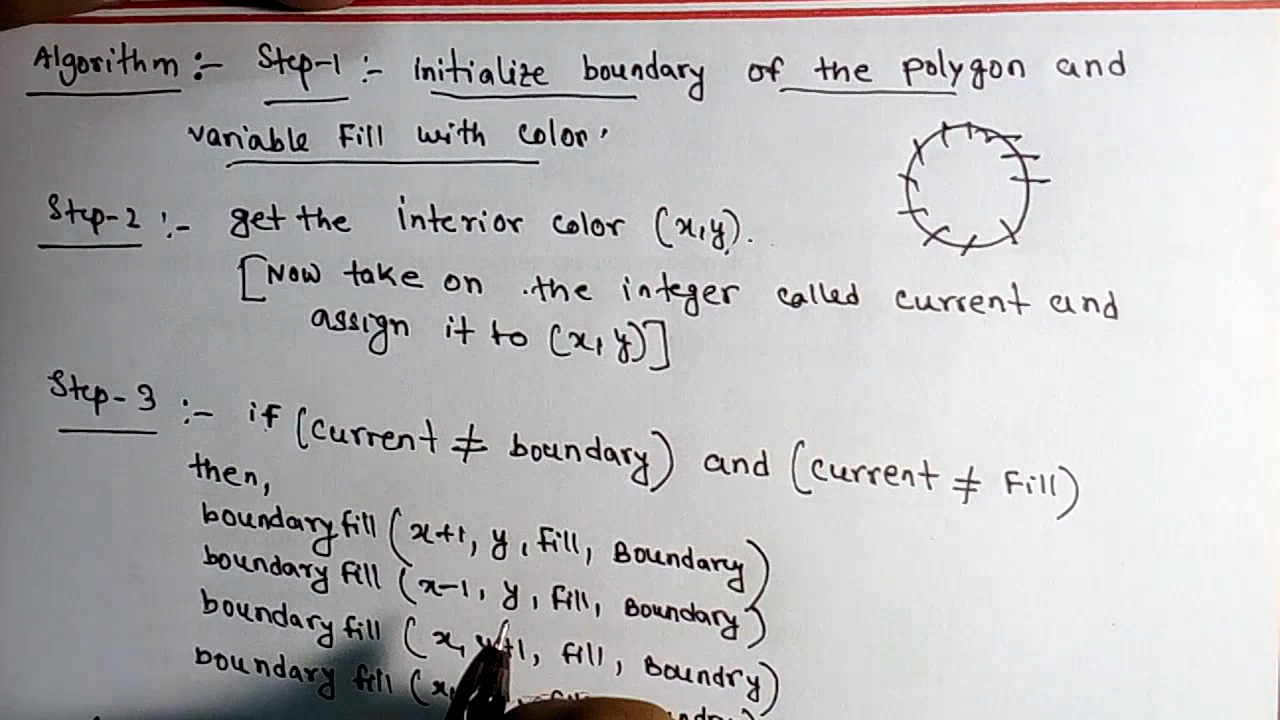 Algorithm :- Step-1 :- initialize boundary of the polygon and
variable Fill with color.
Step-2 :- get the interior color (x,y).
[Now take on the integer called current and
assign it to (x, y)]
Step-3 :- if (current ≠ boundary) and (current ≠ Fill)
then,
boundary fill (x+1, y, fill, Boundary)
boundary fill (x-1, y, fill, Boundary)
boundary fill (x, y+1, fill, Boundry)
boundary fill (x,